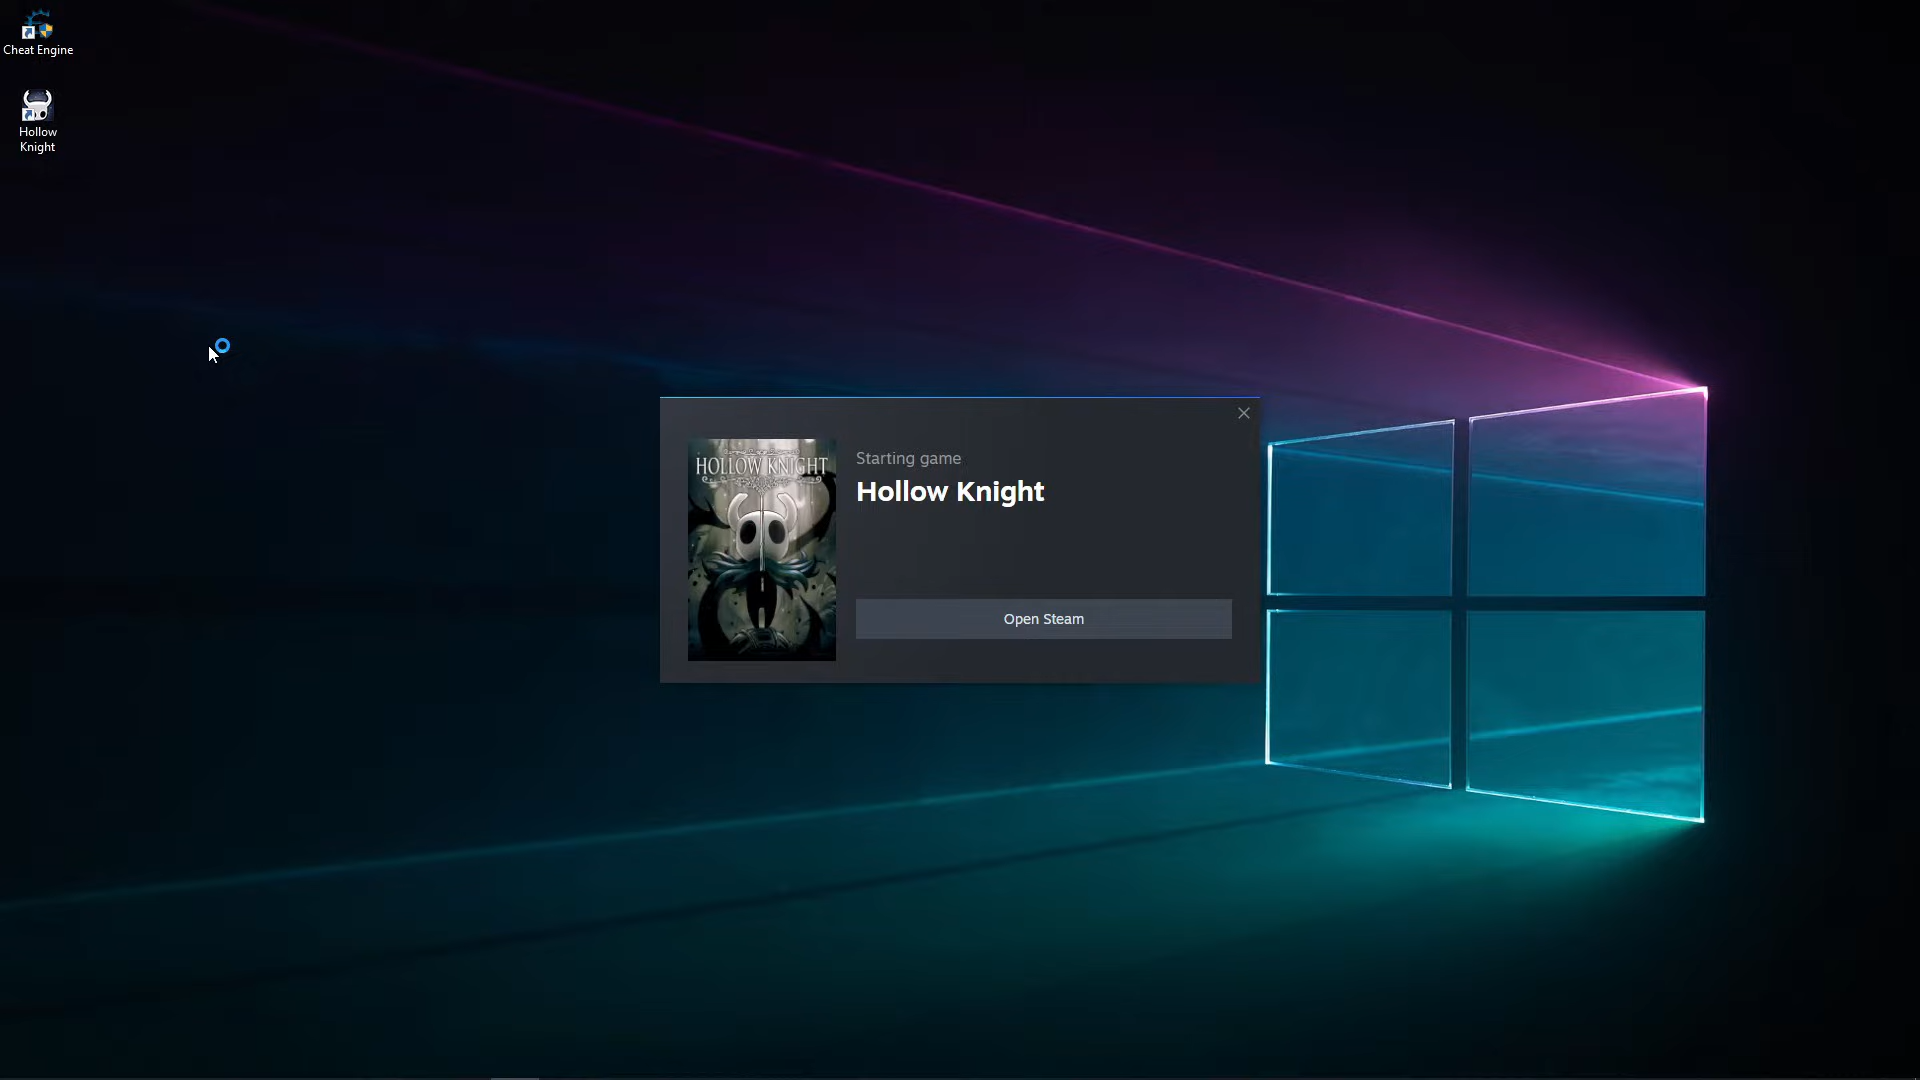 Cheat Engine
Hollow
Knight
HOLLOW KNIGHT
Starting game
Hollow Knight
Open Steam